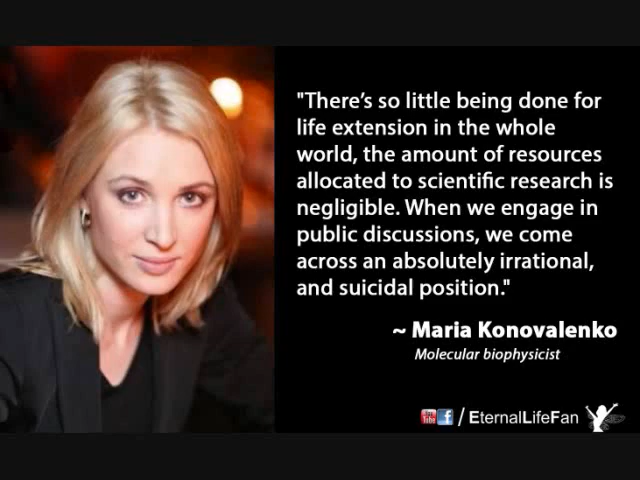 "There's so little being done for
life extension in the whole
world, the amount of resources
allocated to scientific research is
negligible. When we engage in
public discussions, we come
across an absolutely irrational,
and suicidal position."
~ Maria Konovalenko
Molecular biophysicist
/ EternalLifeFan